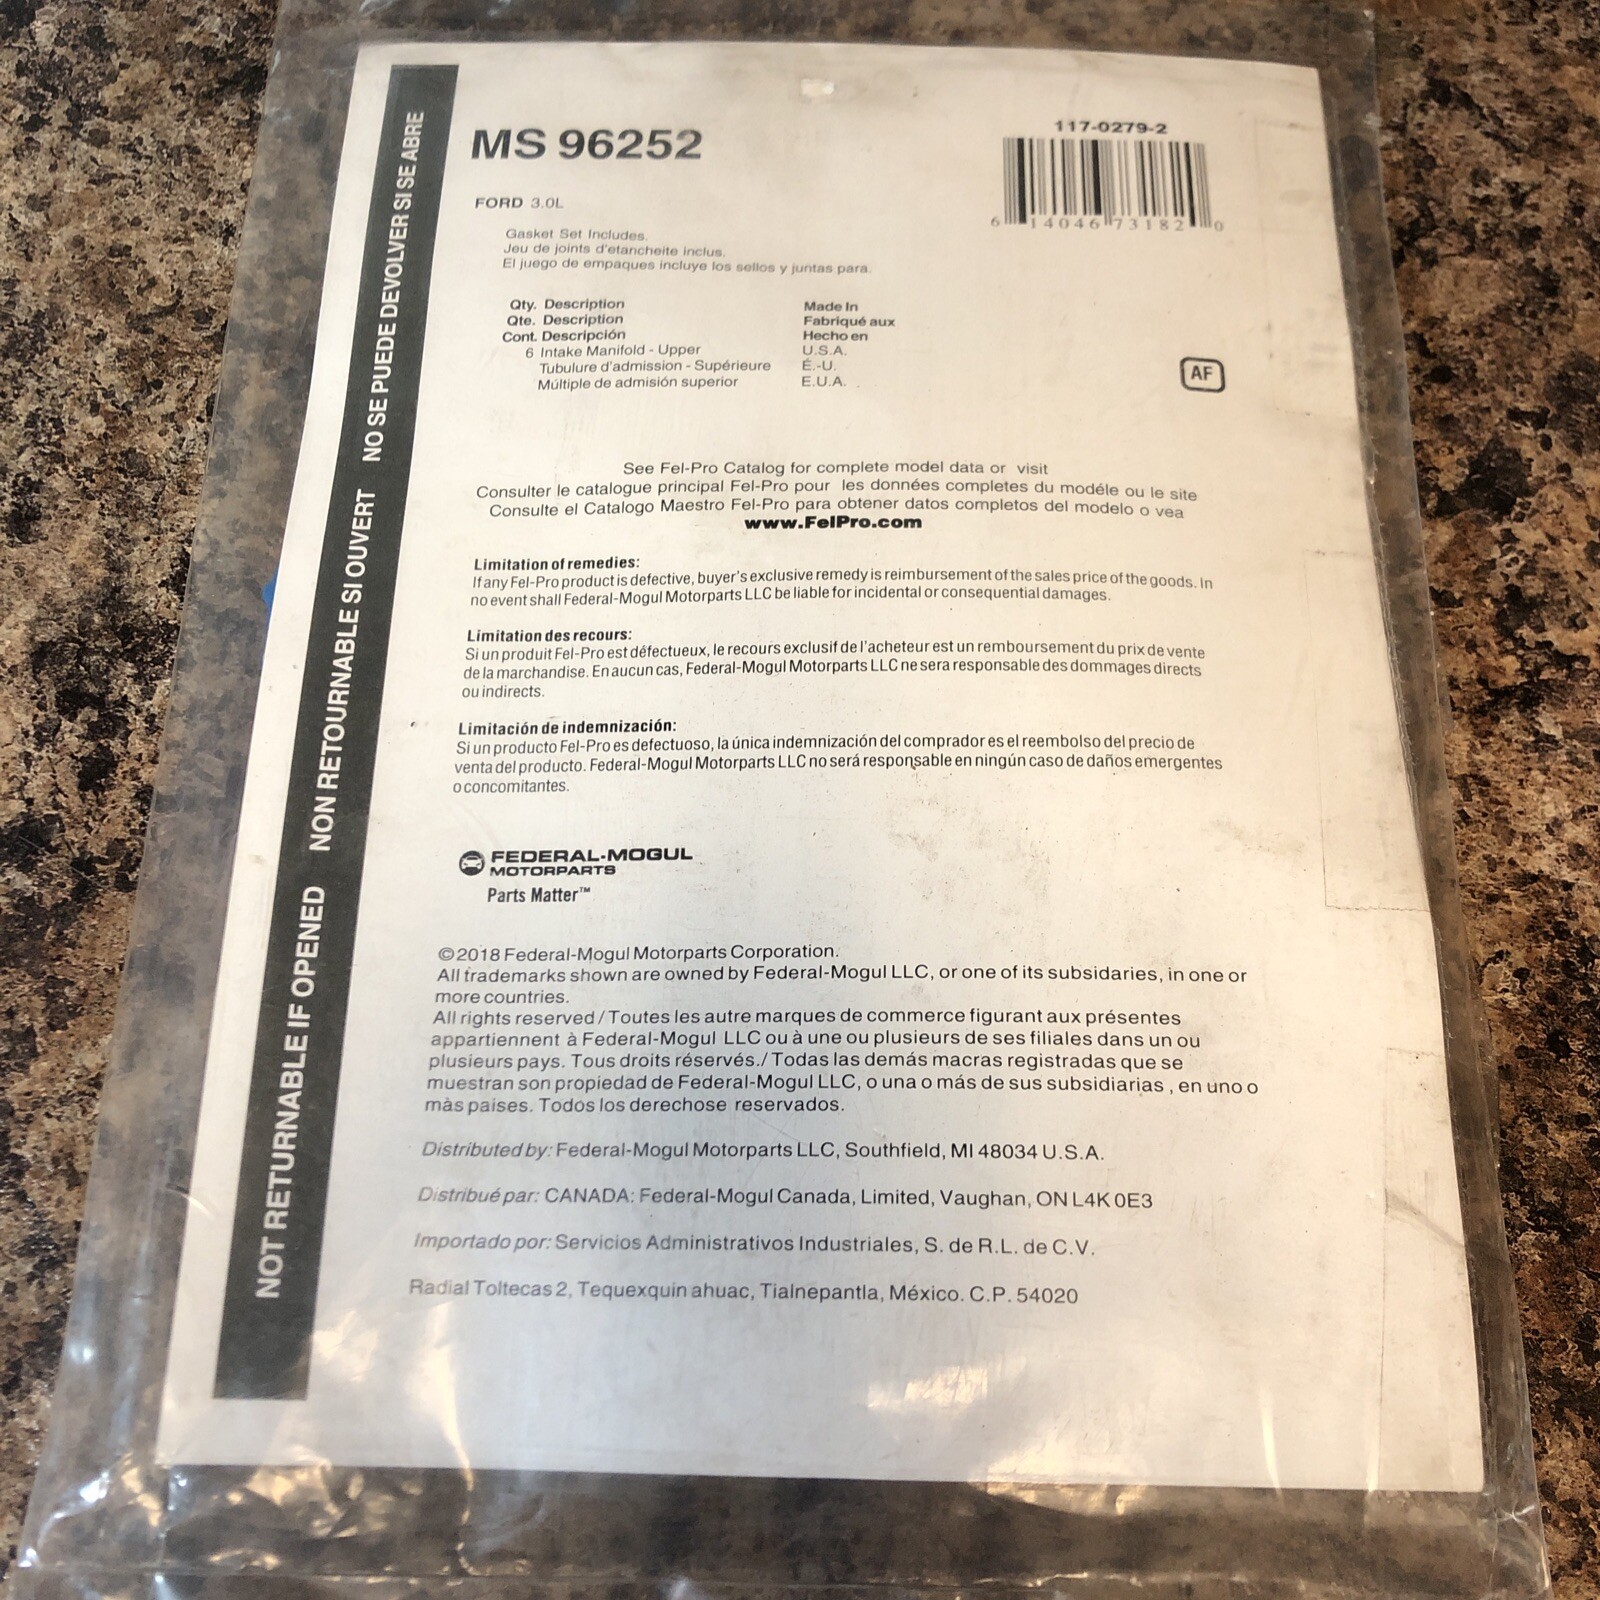 NOT RETURNABLE IF OPENED NON RETOURNABLE SI OUVERT NO SE PUEDE DEVOLVER SI SE ABRE
MS 96252
117-0279-2
6 14046 73182 0
FORD 3.0L
Gasket Set Includes.
Jeu de joints d'etancheite inclus.
El juego de empaques incluye los sellos y juntas para.
Qty. Description Made In
Qte. Description Fabriqué aux
Cont. Descripción Hecho en
6 Intake Manifold - Upper U.S.A.
Tubulure d'admission - Supérieure É.-U.
Múltiple de admisión superior E.U.A.
AF
See Fel-Pro Catalog for complete model data or visit
Consulter le catalogue principal Fel-Pro pour les données completes du modéle ou le site
Consulte el Catalogo Maestro Fel-Pro para obtener datos completos del modelo o vea
www.FelPro.com
Limitation of remedies:
If any Fel-Pro product is defective, buyer's exclusive remedy is reimbursement of the sales price of the goods. In
no event shall Federal-Mogul Motorparts LLC be liable for incidental or consequential damages.
Limitation des recours:
Si un produit Fel-Pro est défectueux, le recours exclusif de l'acheteur est un remboursement du prix de vente
de la marchandise. En aucun cas, Federal-Mogul Motorparts LLC ne sera responsable des dommages directs
ou indirects.
Limitación de indemnización:
Si un producto Fel-Pro es defectuoso, la única indemnización del comprador es el reembolso del precio de
venta del producto. Federal-Mogul Motorparts LLC no será responsable en ningún caso de daños emergentes
o concomitantes.
FEDERAL-MOGUL
MOTORPARTS
Parts Matter™
©2018 Federal-Mogul Motorparts Corporation.
All trademarks shown are owned by Federal-Mogul LLC, or one of its subsidaries, in one or
more countries.
All rights reserved / Toutes les autre marques de commerce figurant aux présentes
appartiennent à Federal-Mogul LLC ou à une ou plusieurs de ses filiales dans un ou
plusieurs pays. Tous droits réservés./ Todas las demás macras registradas que se
muestran son propiedad de Federal-Mogul LLC, o una o más de sus subsidiarias , en uno o
màs paises. Todos los derechose reservados.
Distributed by: Federal-Mogul Motorparts LLC, Southfield, MI 48034 U.S.A.
Distribué par: CANADA: Federal-Mogul Canada, Limited, Vaughan, ON L4K 0E3
Importado por: Servicios Administrativos Industriales, S. de R.L. de C.V.
Radial Toltecas 2, Tequexquin ahuac, Tlalnepantla, México. C.P. 54020